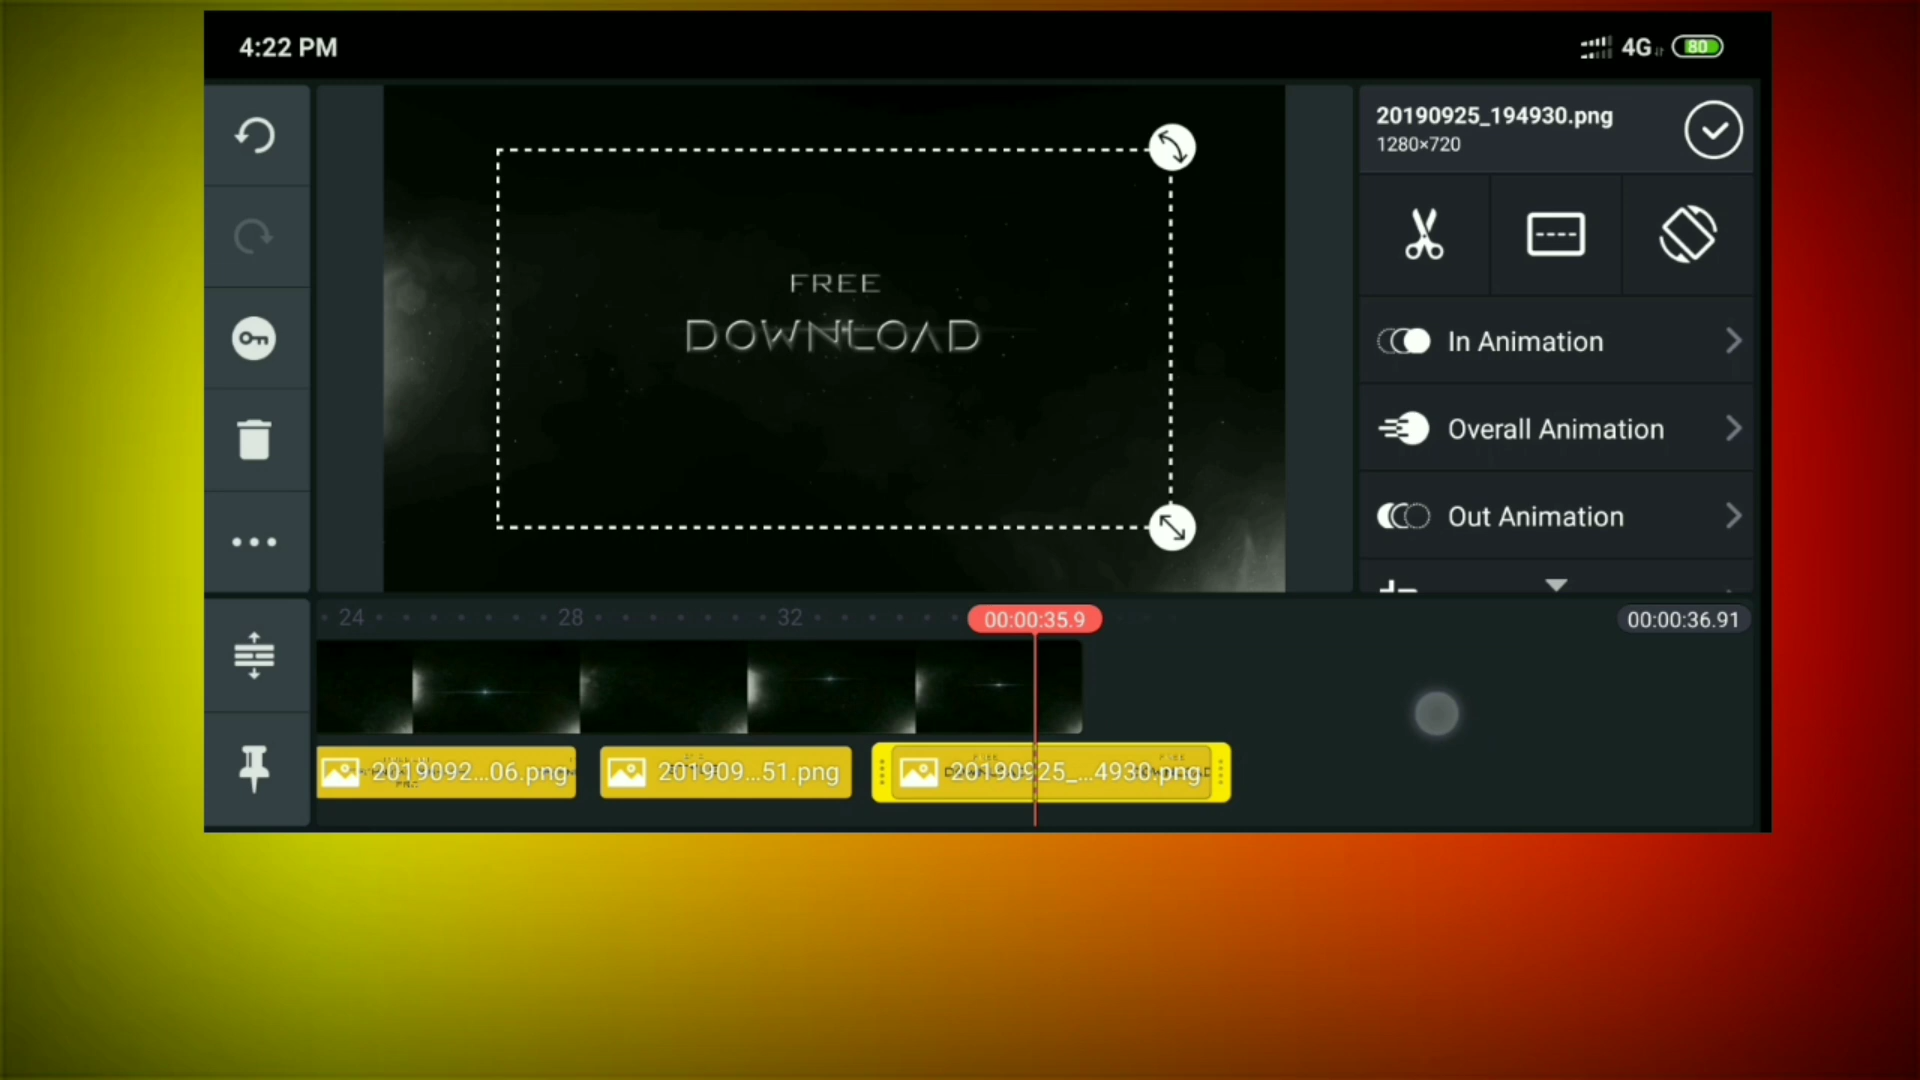 4:22 PM
4G
80
20190925_194930.png
1280×720
FREE
DOWNLOAD
In Animation
Overall Animation
Out Animation
24
28
32
00:00:35.9
00:00:36.91
2019092...06.png
201909...51.png
20190925_...4930.png